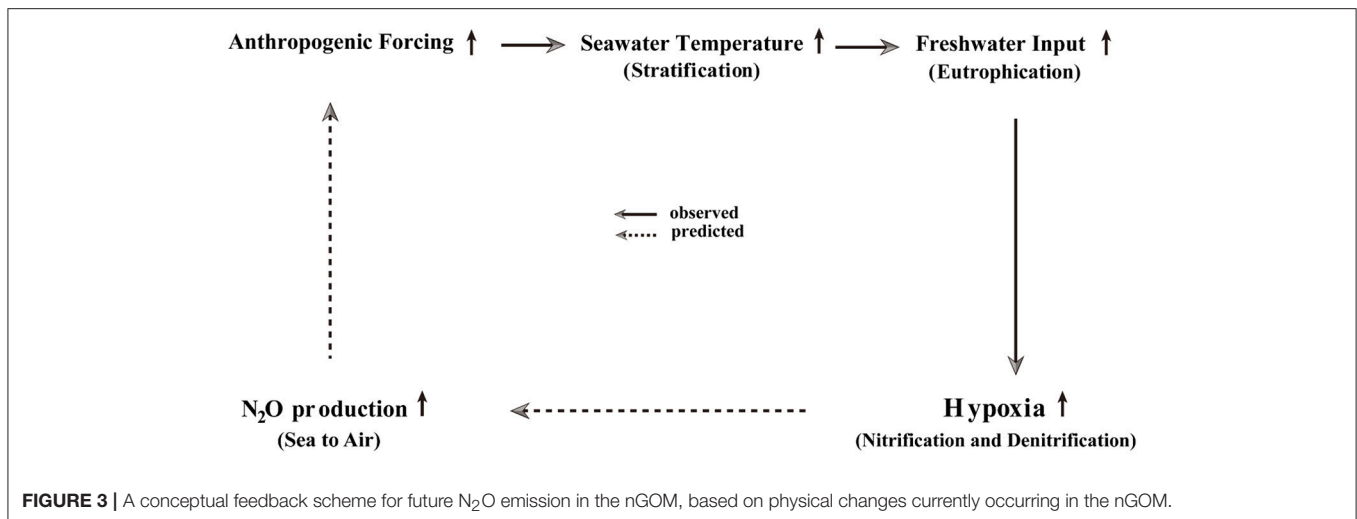 Anthropogenic Forcing ↑ Seawater Temperature ↑ Freshwater Input ↑
(Stratification) (Eutrophication)
observed
predicted
N₂O production ↑ Hypoxia ↑
(Sea to Air) (Nitrification and Denitrification)
FIGURE 3 | A conceptual feedback scheme for future N₂O emission in the nGOM, based on physical changes currently occurring in the nGOM.